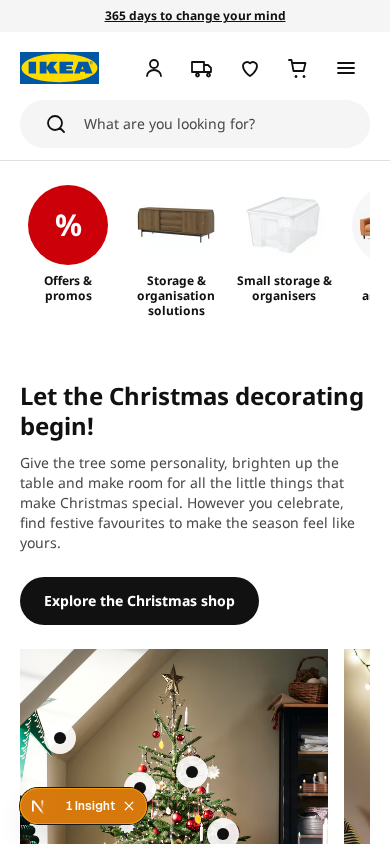 365 days to change your mind
IKEA
What are you looking for?
%
Offers &
promos
Storage &
organisation
solutions
Small storage &
organisers
Let the Christmas decorating
begin!
Give the tree some personality, brighten up the
table and make room for all the little things that
make Christmas special. However you celebrate,
find festive favourites to make the season feel like
yours.
Explore the Christmas shop
N 1 Insight